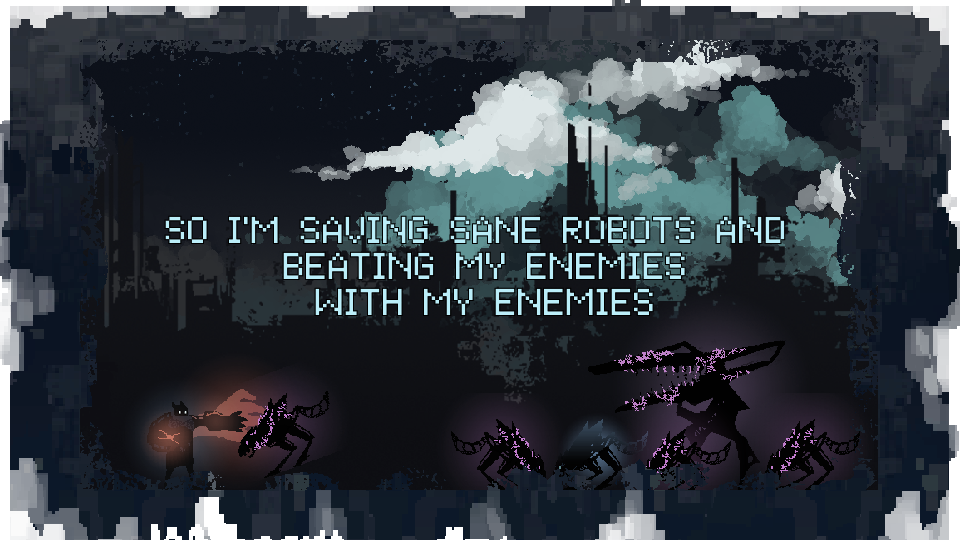 SO I'M SAVING SANE ROBOTS AND
BEATING MY ENEMIES
WITH MY ENEMIES